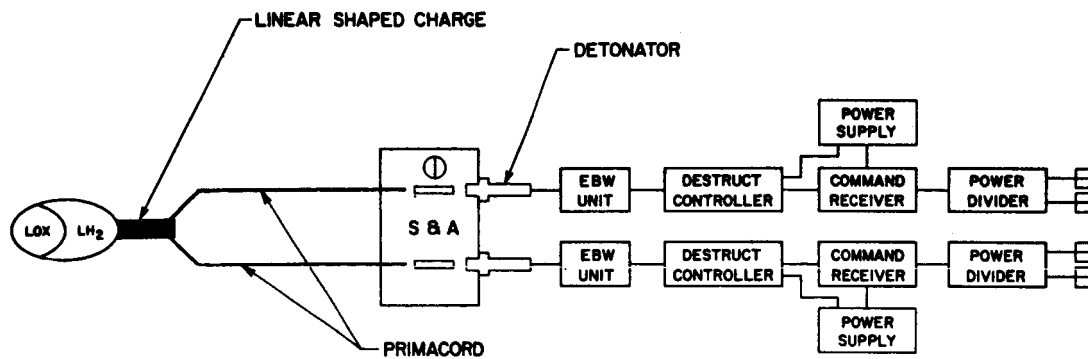 LINEAR SHAPED CHARGE
DETONATOR
POWER
SUPPLY
EBW
UNIT
DESTRUCT
CONTROLLER
COMMAND
RECEIVER
POWER
DIVIDER
LOX
LH₂
S & A
EBW
UNIT
DESTRUCT
CONTROLLER
COMMAND
RECEIVER
POWER
DIVIDER
POWER
SUPPLY
PRIMACORD